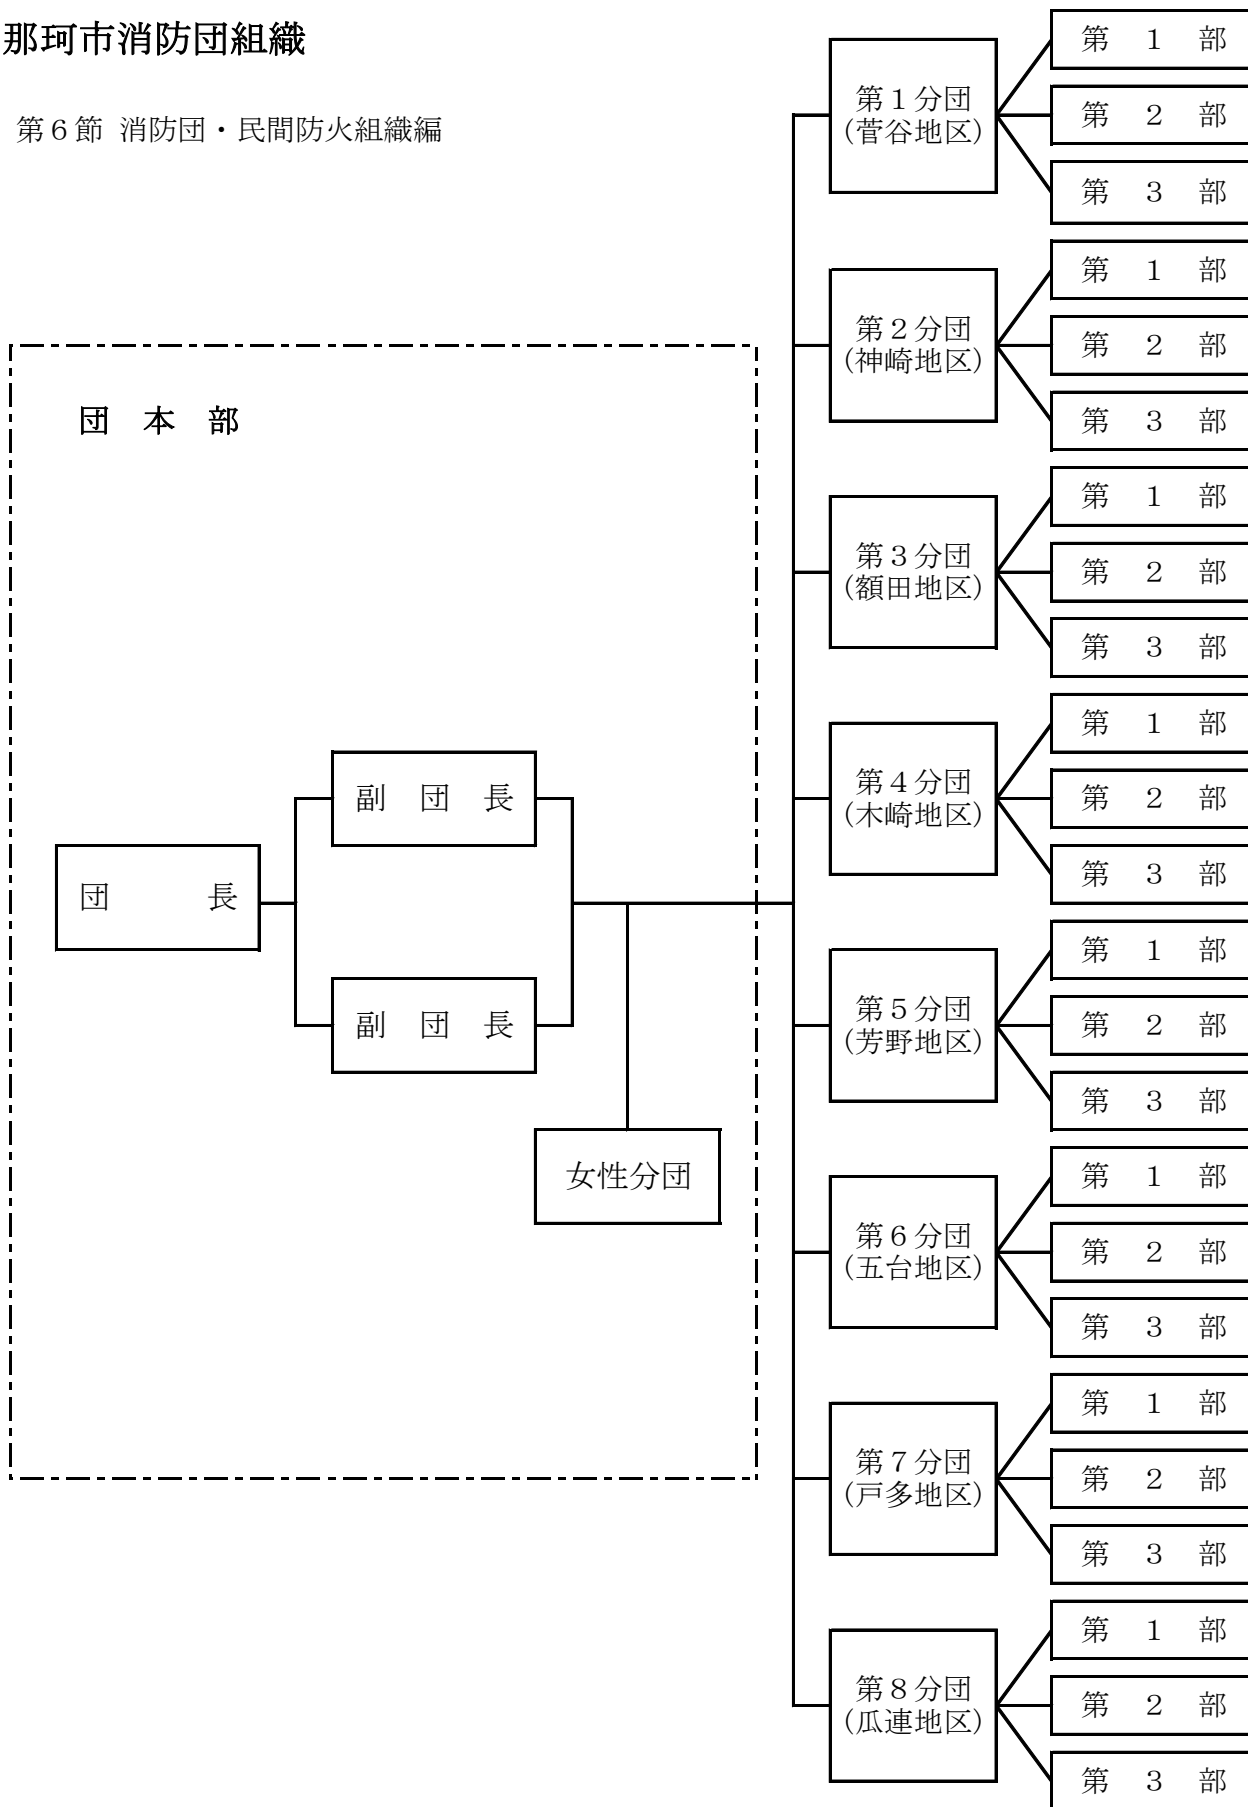 那珂市消防団組織
第６節 消防団・民間防火組織編
団　本　部
団　　　長
副　団　長
副　団　長
女性分団
第１分団
(菅谷地区)
第　１　部
第　２　部
第　３　部
第２分団
(神崎地区)
第　１　部
第　２　部
第　３　部
第３分団
(額田地区)
第　１　部
第　２　部
第　３　部
第４分団
(木崎地区)
第　１　部
第　２　部
第　３　部
第５分団
(芳野地区)
第　１　部
第　２　部
第　３　部
第６分団
(五台地区)
第　１　部
第　２　部
第　３　部
第７分団
(戸多地区)
第　１　部
第　２　部
第　３　部
第８分団
(瓜連地区)
第　１　部
第　２　部
第　３　部